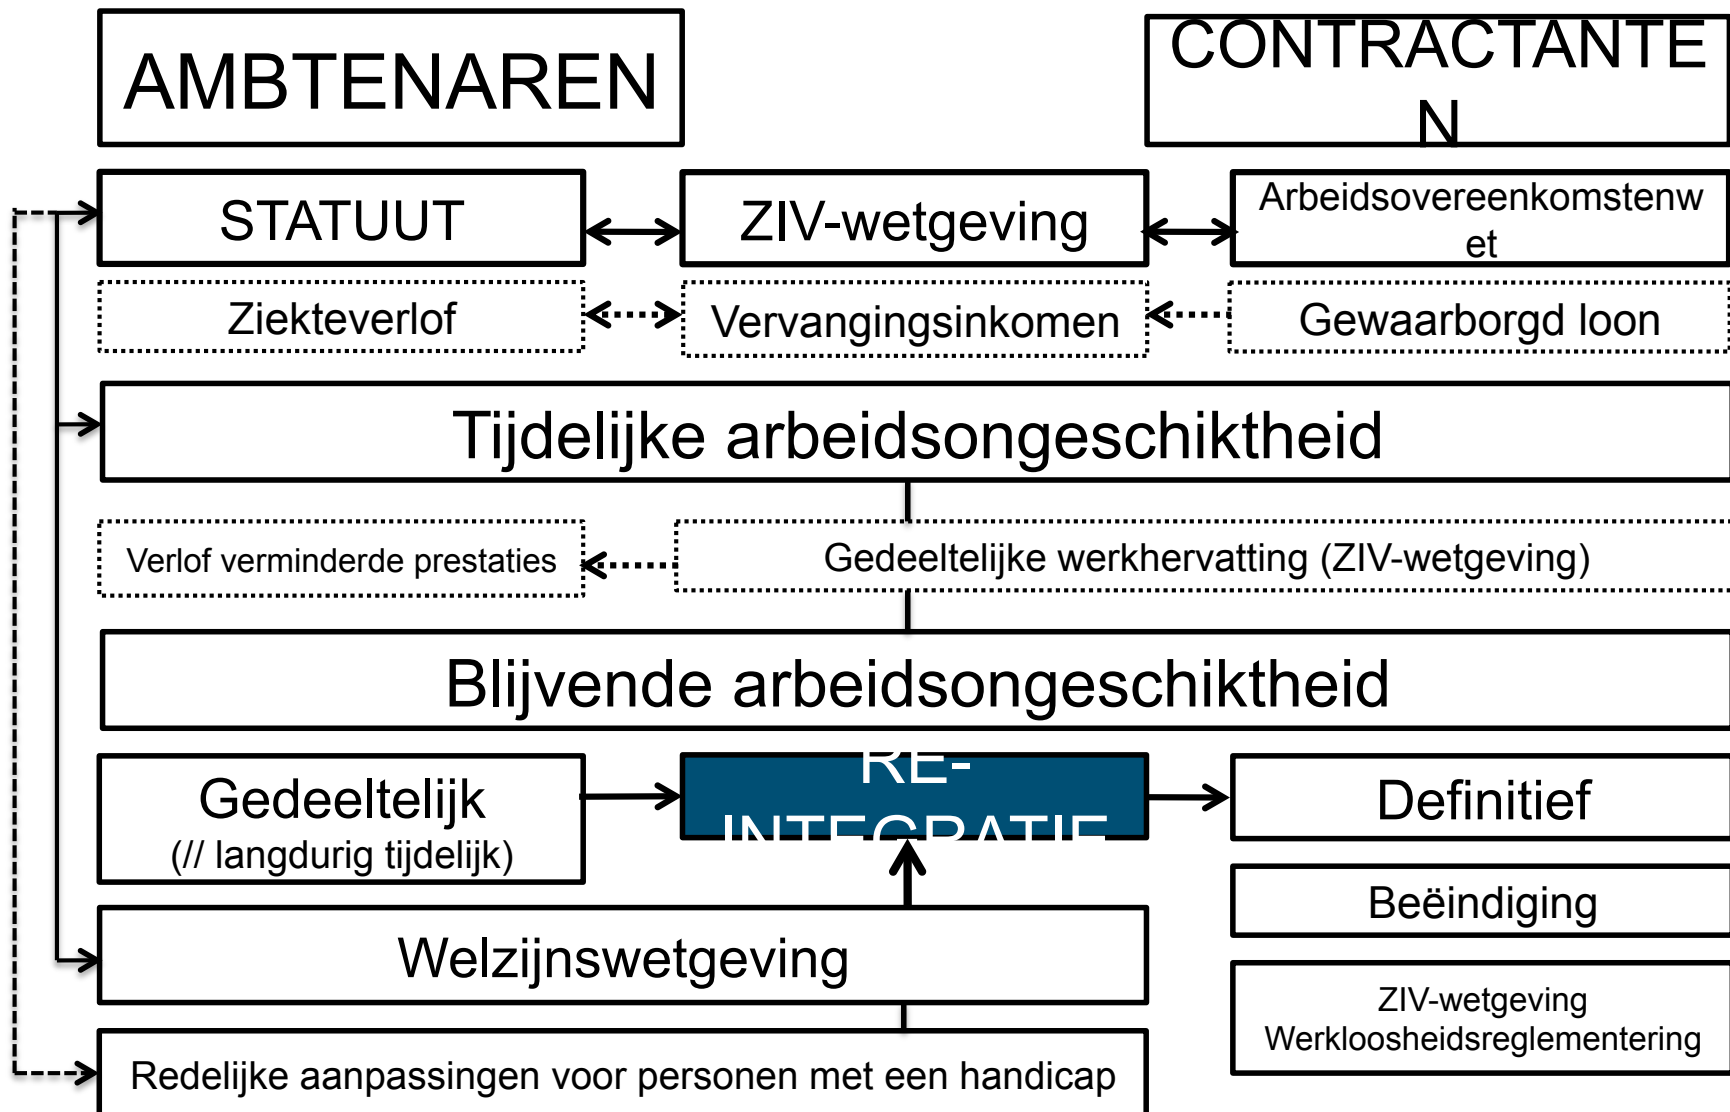 AMBTENAREN
CONTRACTANTE
N
STATUUT
ZIV-wetgeving
Arbeidsovereenkomstenw
et
Ziekteverlof
Vervangingsinkomen
Gewaarborgd loon
Tijdelijke arbeidsongeschiktheid
Verlof verminderde prestaties
Gedeeltelijke werkhervatting (ZIV-wetgeving)
Blijvende arbeidsongeschiktheid
Gedeeltelijk
(// langdurig tijdelijk)
RE-
INTEGRATIE
Definitief
Beëindiging
Welzijnswetgeving
ZIV-wetgeving
Werkloosheidsreglementering
Redelijke aanpassingen voor personen met een handicap